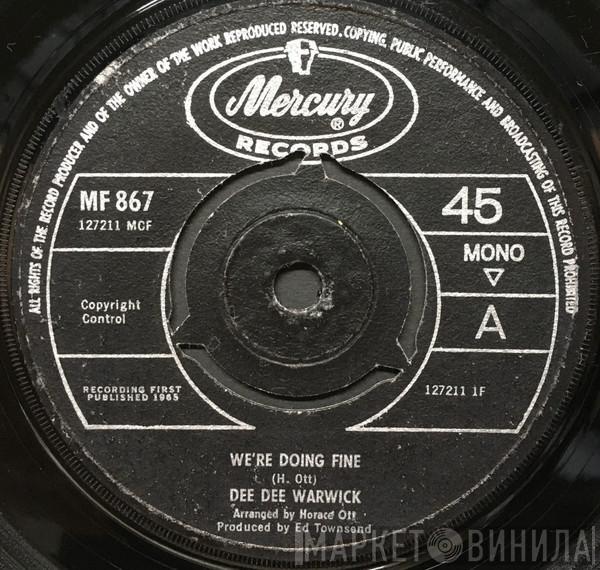 ALL RIGHTS OF THE RECORD PRODUCER AND OF THE OWNER OF THE WORK REPRODUCED RESERVED. COPYING, PUBLIC PERFORMANCE AND BROADCASTING OF THIS RECORD PROHIBITED
Mercury ®
RECORDS
MF 867
127211 MCF
45
MONO
A
Copyright
Control
RECORDING FIRST
PUBLISHED 1965
127211 1F
WE'RE DOING FINE
(H. Ott)
DEE DEE WARWICK
Arranged by Horace Ott
Produced by Ed Townsend
МАРКЕТ ВИНИЛА